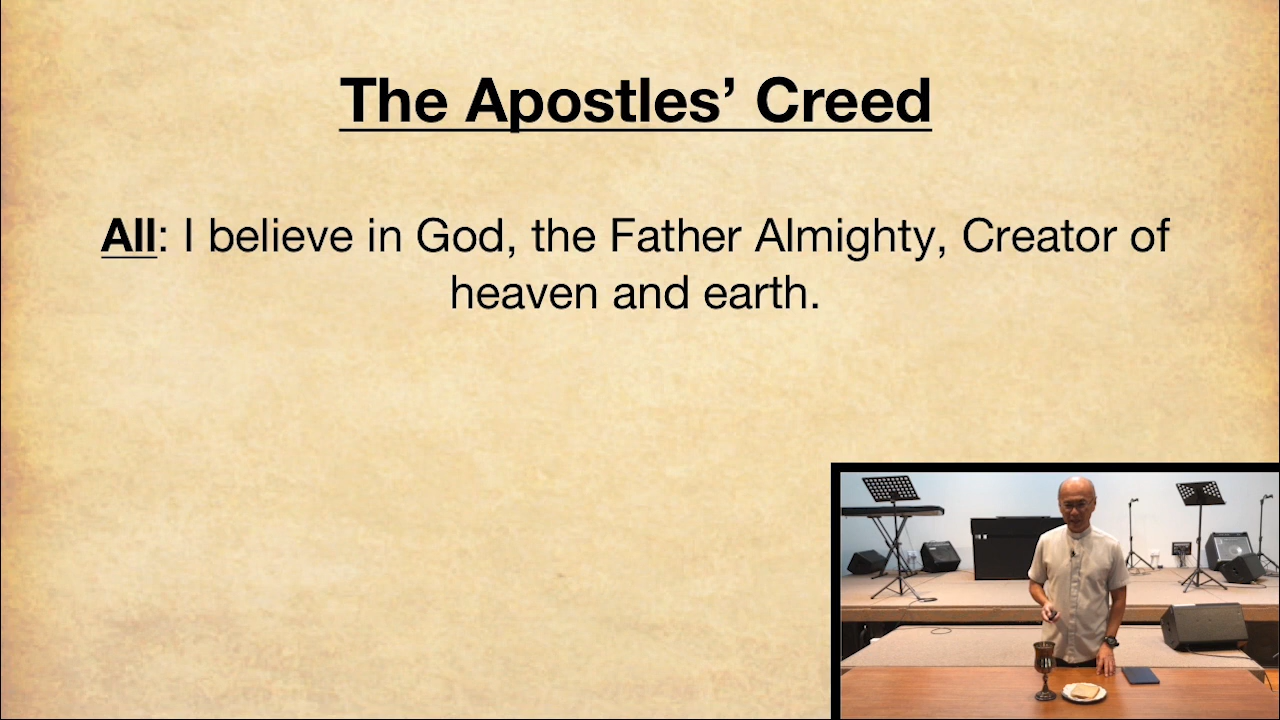 The Apostles’ Creed
All: I believe in God, the Father Almighty, Creator of
heaven and earth.